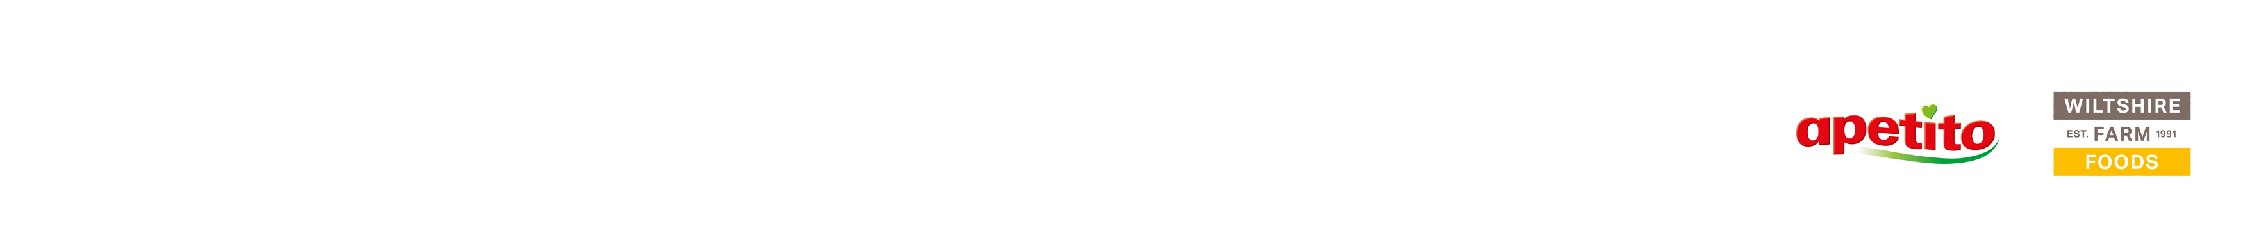 apetito
WILTSHIRE
EST. FARM 1991
FOODS